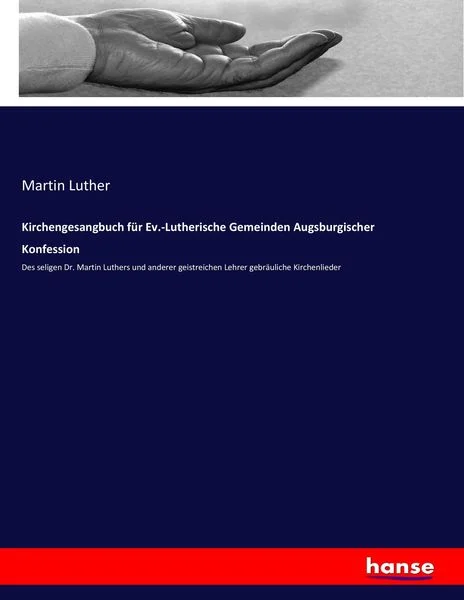 Martin Luther
Kirchengesangbuch für Ev.-Lutherische Gemeinden Augsburgischer
Konfession
Des seligen Dr. Martin Luthers und anderer geistreichen Lehrer gebräuliche Kirchenlieder
hanse